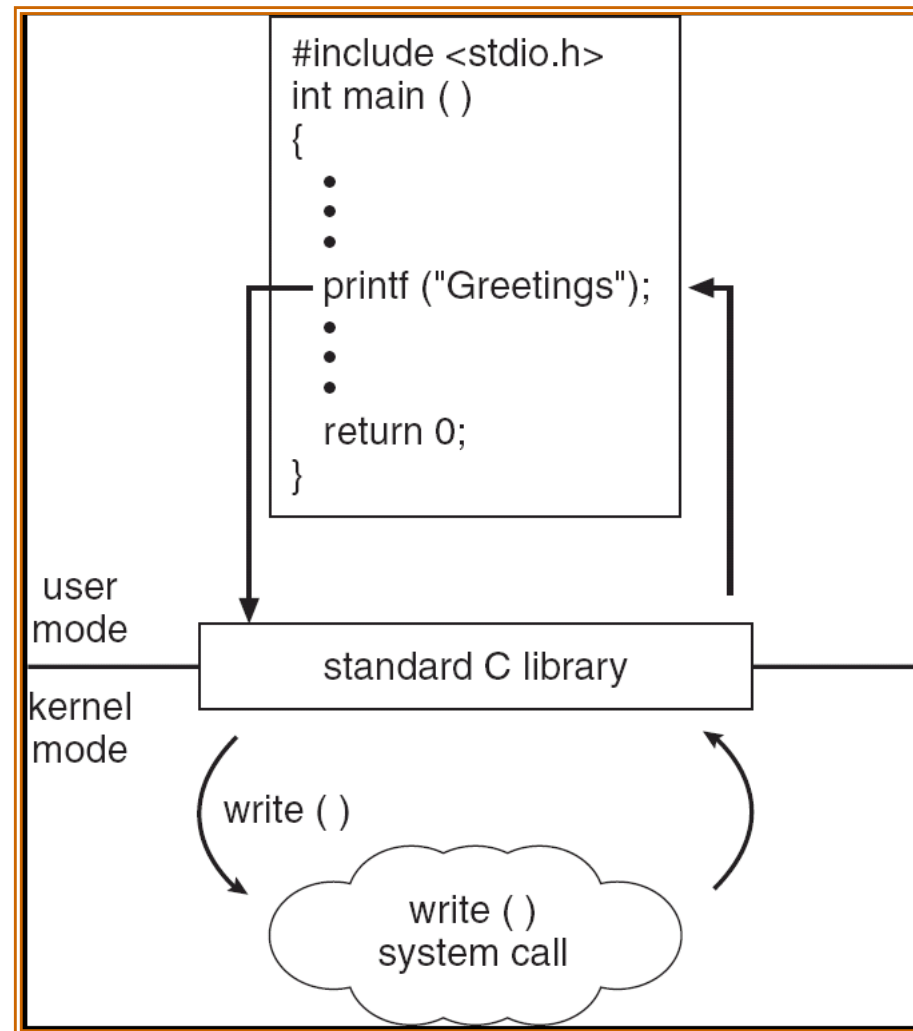 #include <stdio.h>
int main ( )
{
•
•
•
printf ("Greetings");
•
•
•
return 0;
}
user
mode
standard C library
kernel
mode
write ( )
write ( )
system call